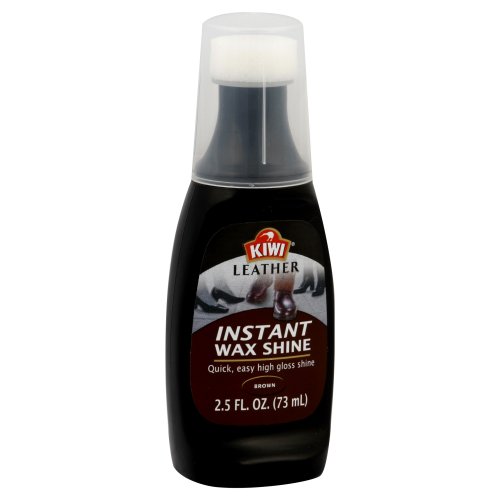 KIWI®
LEATHER
INSTANT
WAX SHINE
Quick, easy high gloss shine
BROWN
2.5 FL. OZ. (73 mL)